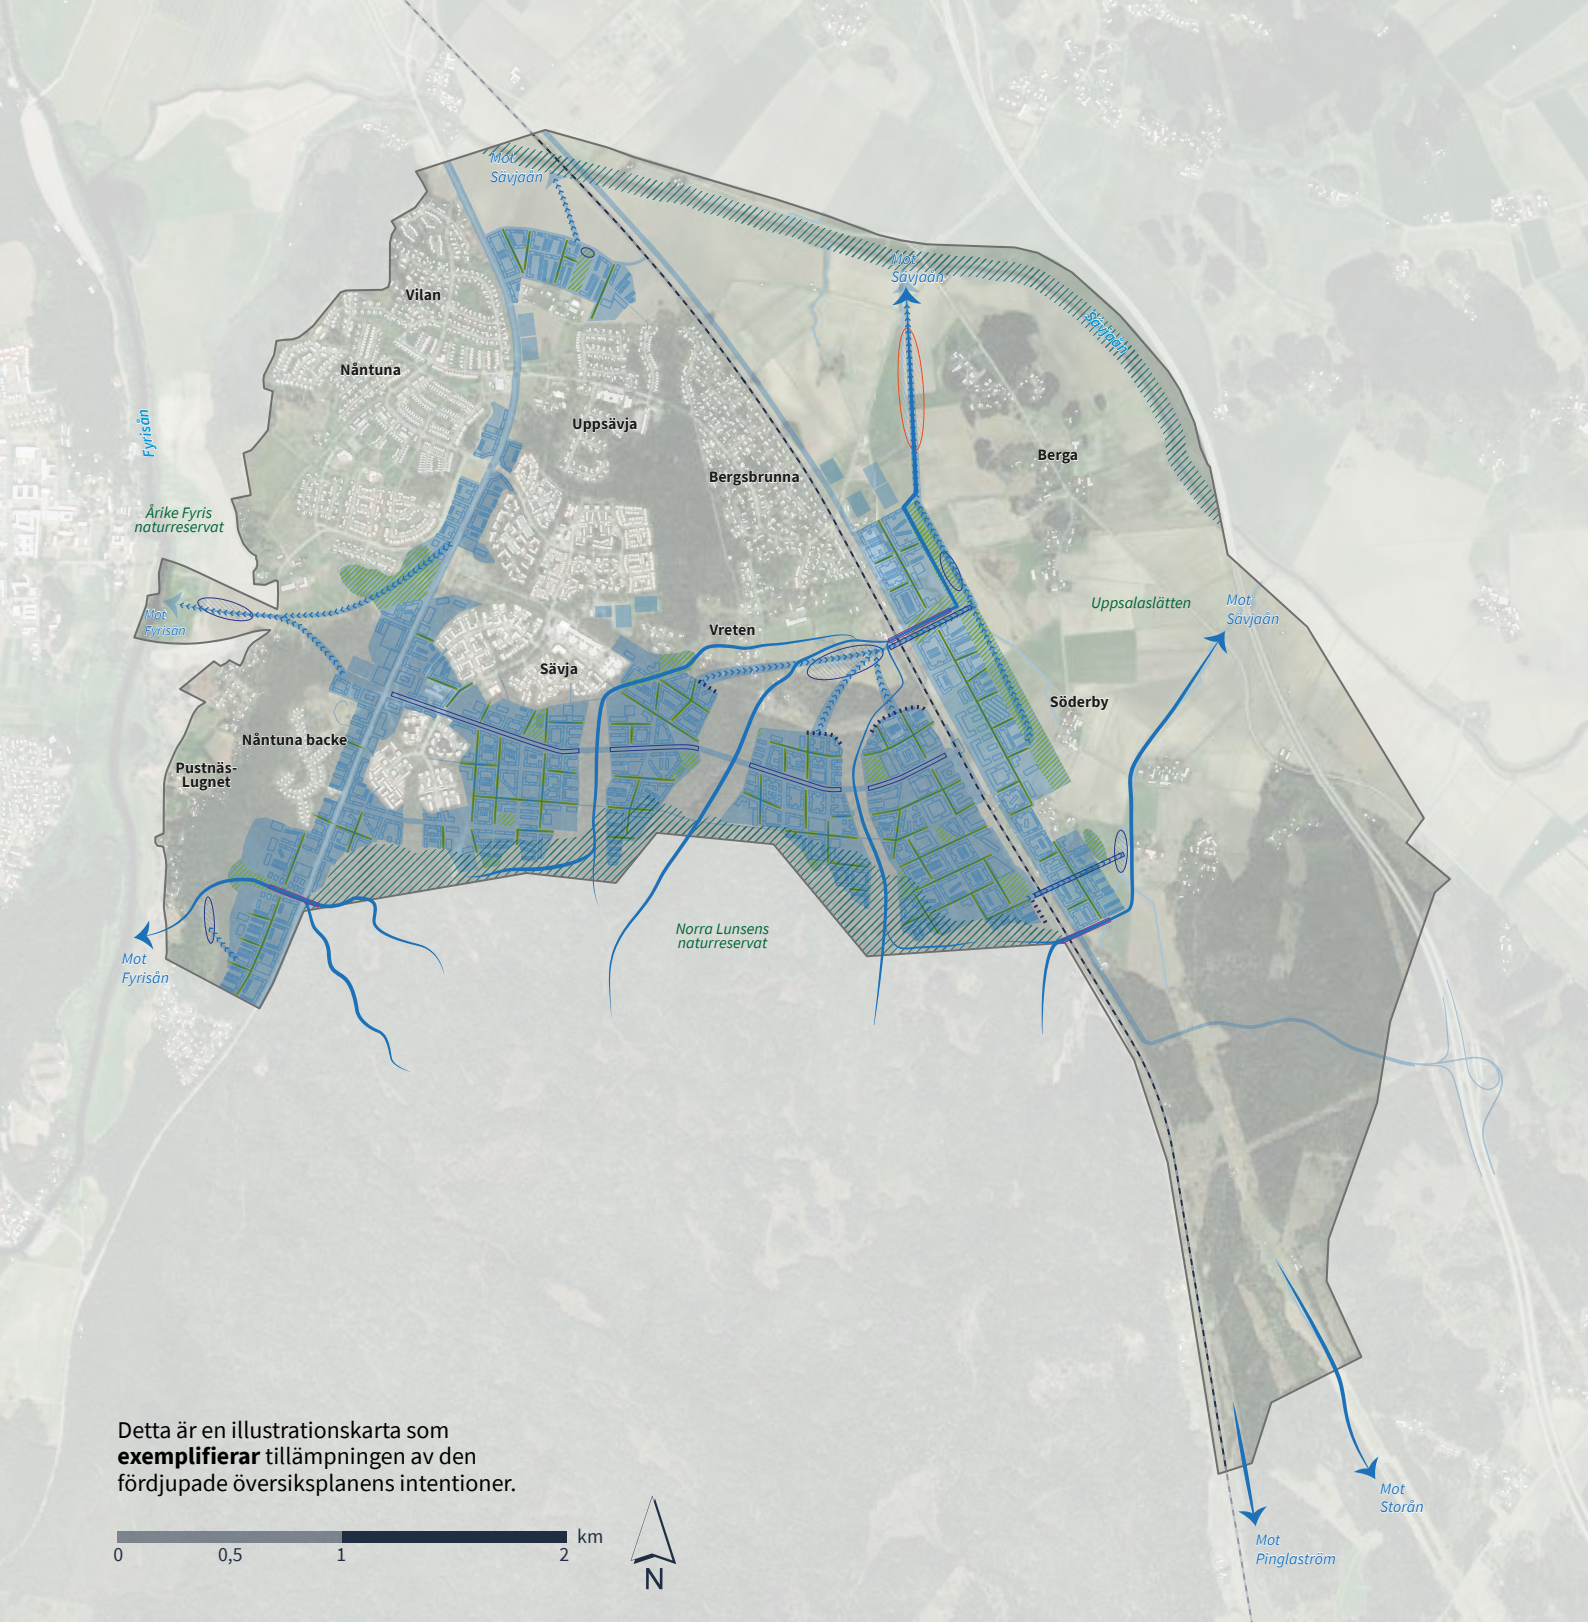 Mot
Sävjaån
Mot
Sävjaån
Vilan
Sävjaån
Nåntuna
Fyrisån
Uppsävja
Berga
Bergsbrunna
Årike Fyris
naturreservat
Mot
Fyrisån
Uppsalaslätten
Mot
Sävjaån
Vreten
Sävja
Söderby
Nåntuna backe
Pustnäs-
Lugnet
Norra Lunsens
naturreservat
Mot
Fyrisån
Detta är en illustrationskarta som
exemplifierar tillämpningen av den
fördjupade översiksplanens intentioner.
km
0 0,5 1 2
N
Mot
Storån
Mot
Pinglaström